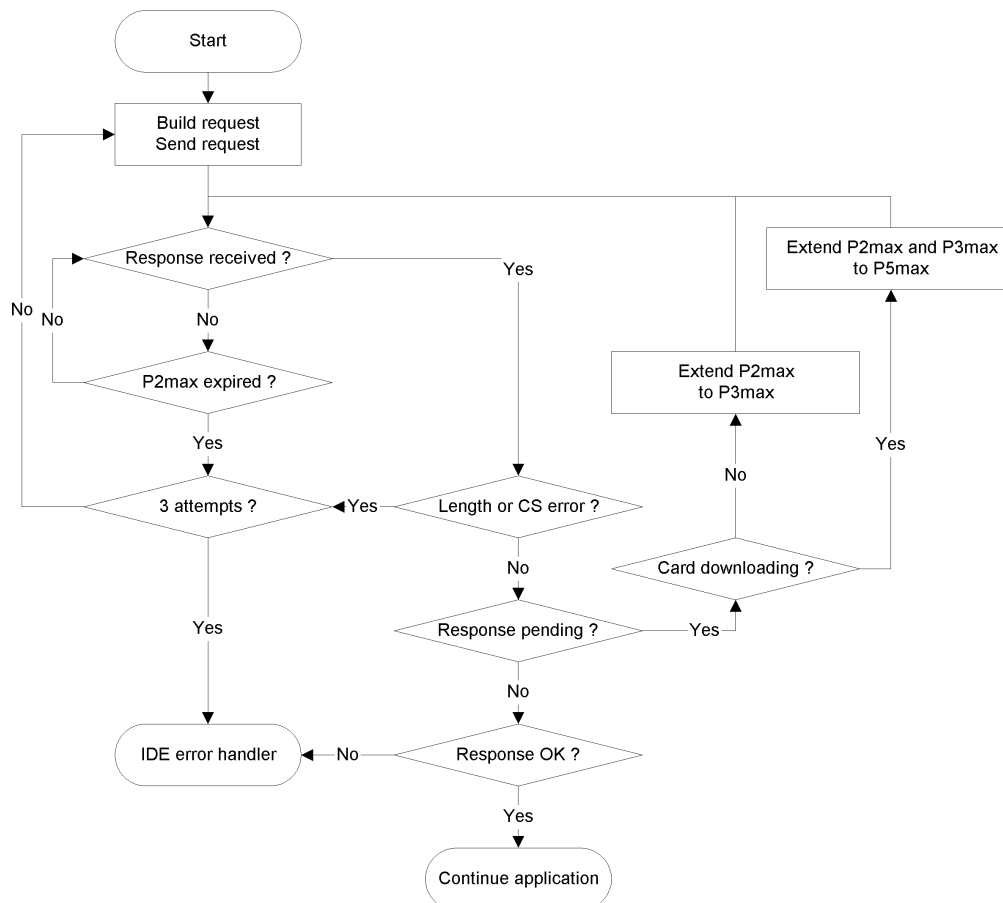 Start
Build request
Send request
Response received ?
Yes
Extend P2max and P3max
to P5max
No
No
No
P2max expired ?
Extend P2max
to P3max
Yes
Yes
No
3 attempts ?
Yes
Length or CS error ?
No
Card downloading ?
Yes
Response pending ?
Yes
No
IDE error handler
No
Response OK ?
Yes
Continue application